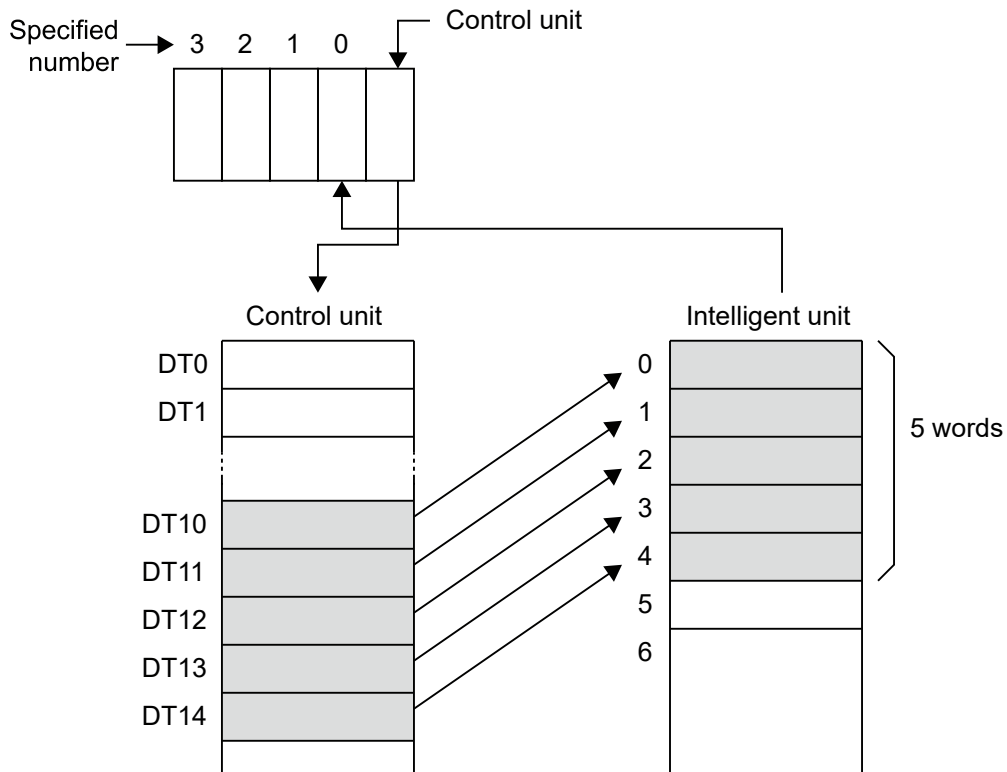 Control unit
Specified
number
3 2 1 0
Control unit
Intelligent unit
DT0
DT1
DT10
DT11
DT12
DT13
DT14
0
1
2
3
4
5
6
5 words